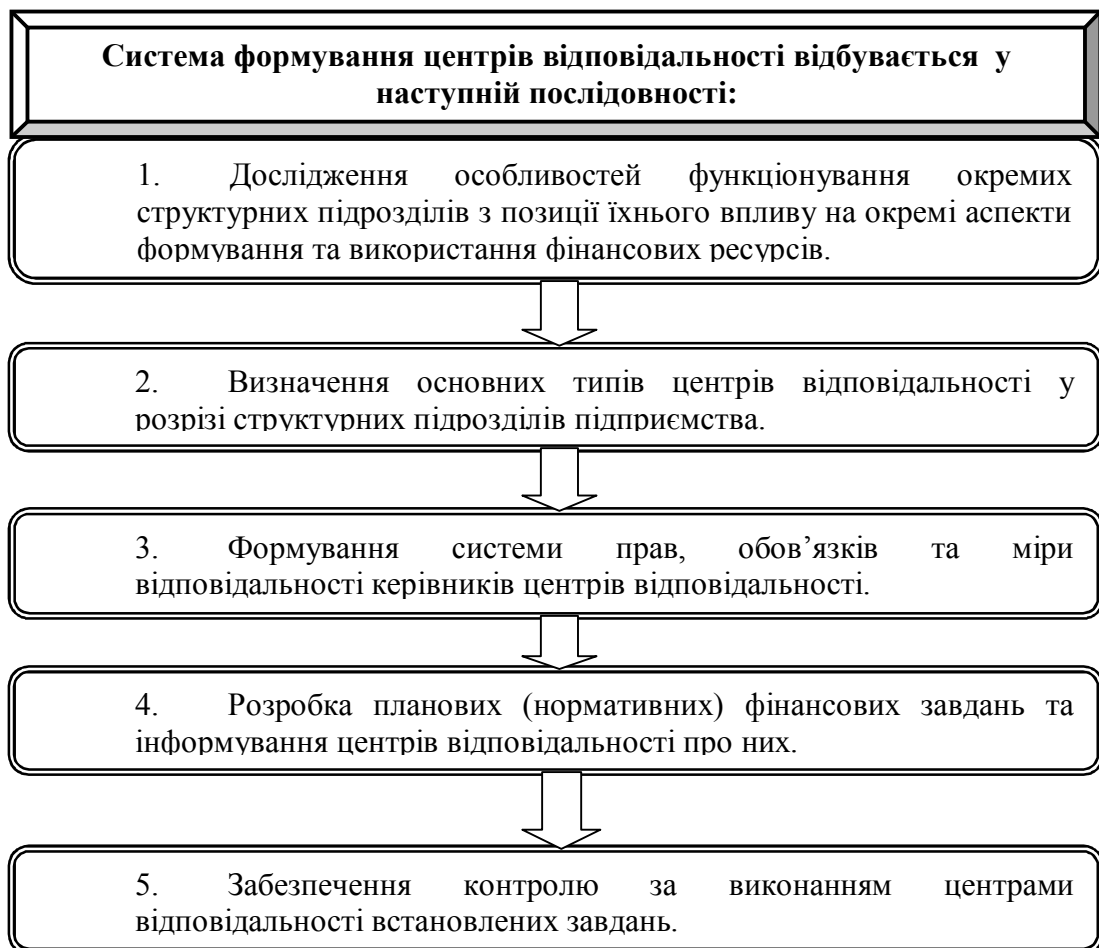 Система формування центрів відповідальності відбувається у
наступній послідовності:
1. Дослідження особливостей функціонування окремих
структурних підрозділів з позиції їхнього впливу на окремі аспекти
формування та використання фінансових ресурсів.
2. Визначення основних типів центрів відповідальності у
розрізі структурних підрозділів підприємства.
3. Формування системи прав, обов’язків та міри
відповідальності керівників центрів відповідальності.
4. Розробка планових (нормативних) фінансових завдань та
інформування центрів відповідальності про них.
5. Забезпечення контролю за виконанням центрами
відповідальності встановлених завдань.